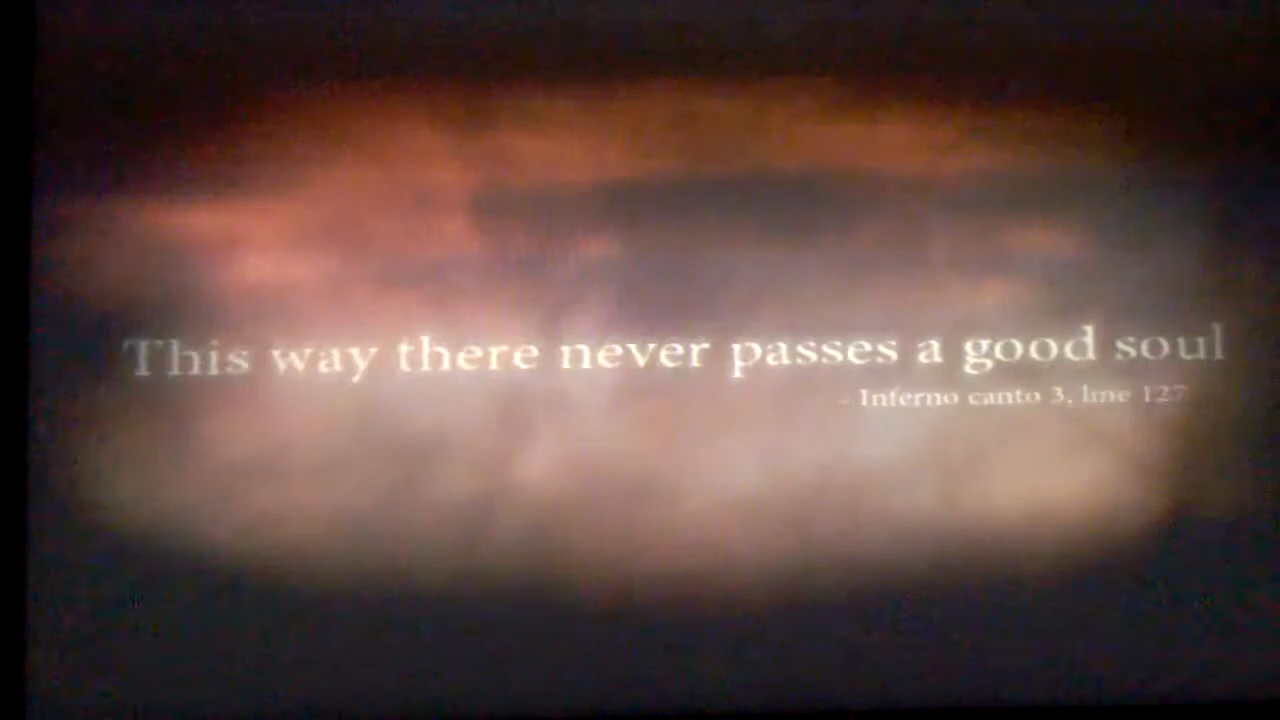 This way there never passes a good soul
- Inferno canto 3, line 127